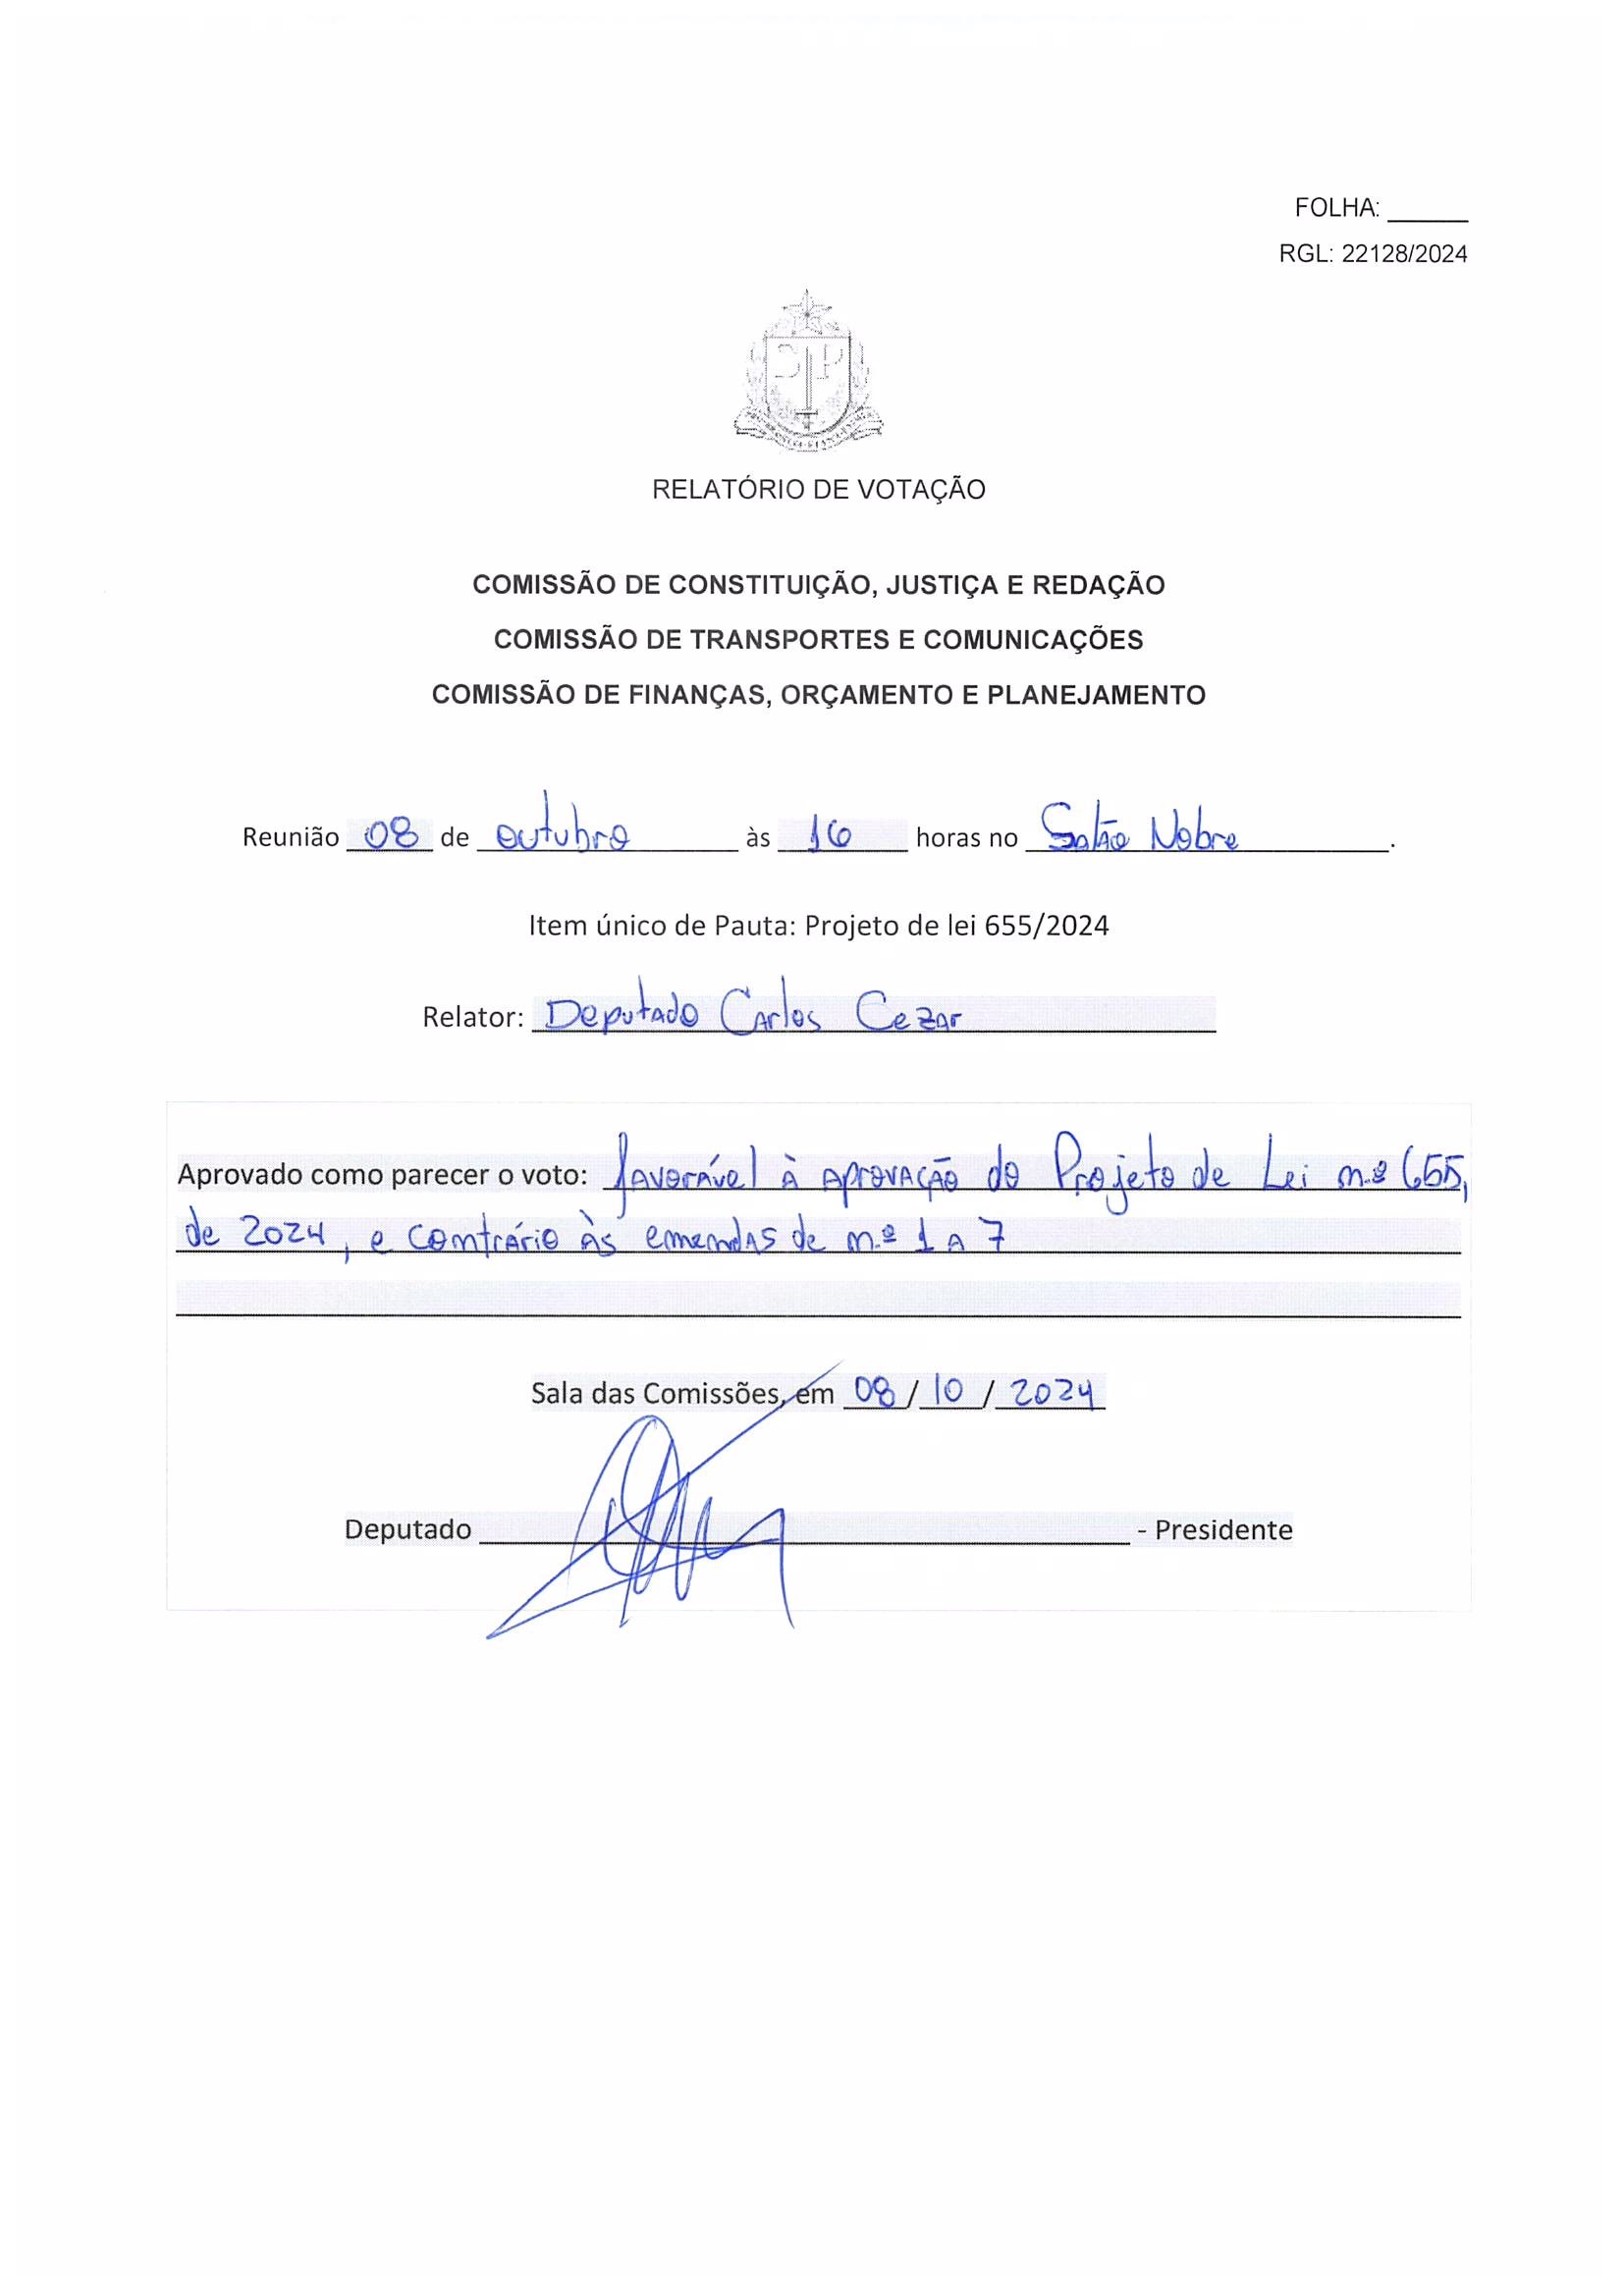 FOLHA: ______
RGL: 22128/2024
SP
RELATÓRIO DE VOTAÇÃO
COMISSÃO DE CONSTITUIÇÃO, JUSTIÇA E REDAÇÃO
COMISSÃO DE TRANSPORTES E COMUNICAÇÕES
COMISSÃO DE FINANÇAS, ORÇAMENTO E PLANEJAMENTO
Reunião 08 de outubro às 16 horas no Salão Nobre.
Item único de Pauta: Projeto de lei 655/2024
Relator: Deputado Carlos Cezar
Aprovado como parecer o voto: favorável à aprovação do Projeto de Lei n.º 655,
de 2024, e contrário às emendas de n.º 1 a 7
Sala das Comissões, em 08/10/2024
Deputado ______ - Presidente